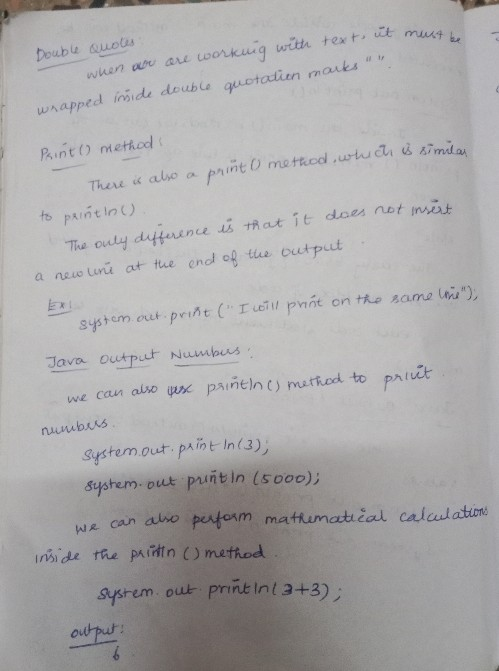 Double Quotes:
when are working with text, it must be
wrapped inside double quotation marks " ".
Print() method:
There is also a print() method, which is similar
to println().
The only difference is that it does not insert
a new line at the end of the output.
Ex:
System.out.print("I will print on the same line");
Java Output Numbers:
we can also use println() method to print
numbers.
System.out.println(3);
System.out println (5000);
we can also perform mathematical calculations
inside the println () method.
System.out println(3+3);
output:
6